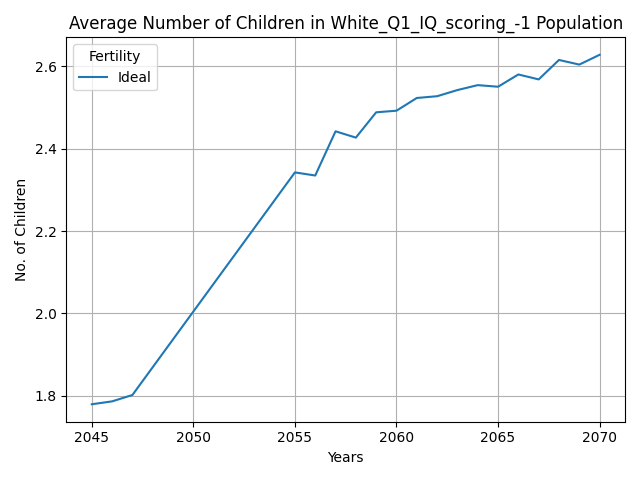 Average Number of Children in White_Q1_IQ_scoring_-1 Population
Fertility
Ideal
2.6
2.4
2.2
2.0
1.8
No. of Children
2045 2050 2055 2060 2065 2070
Years